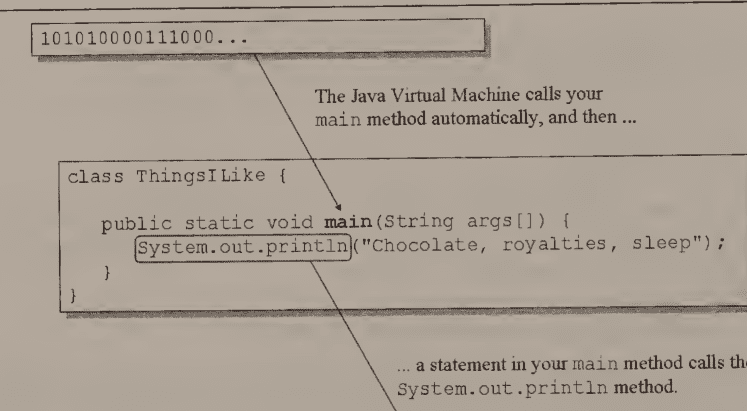 101010000111000...
The Java Virtual Machine calls your
main method automatically, and then ...
class ThingsILike {
public static void main(String args[]) {
System.out.println("Chocolate, royalties, sleep");
}
}
... a statement in your main method calls the
System.out.println method.